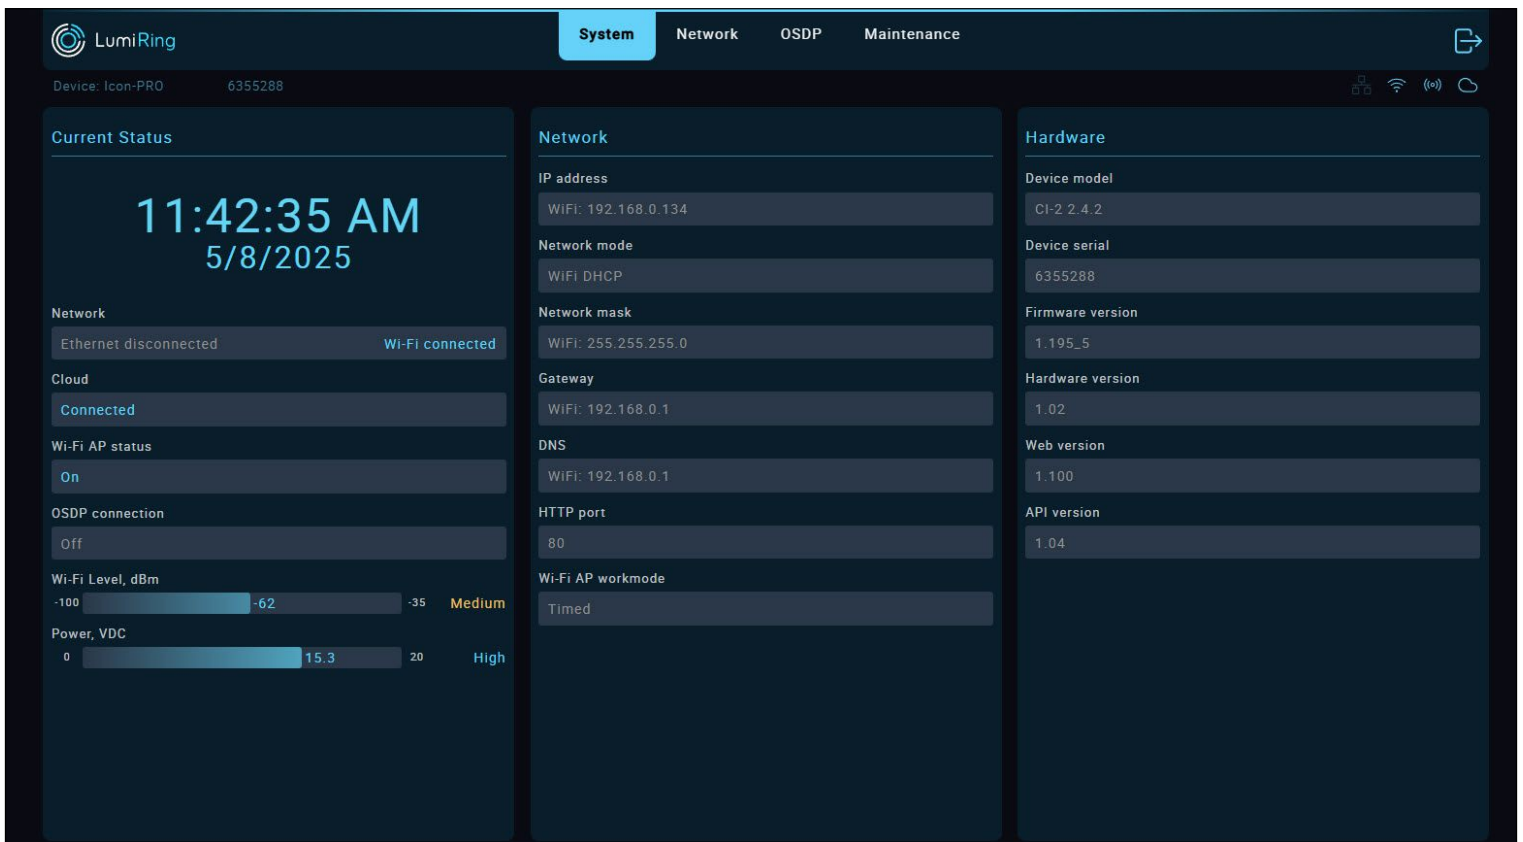 LumiRing
System
Network
OSDP
Maintenance
Device: Icon-PRO
6355288
Current Status
11:42:35 AM
5/8/2025
Network
Ethernet disconnected
Wi-Fi connected
Cloud
Connected
Wi-Fi AP status
On
OSDP connection
Off
Wi-Fi Level, dBm
-100
-62
-35
Medium
Power, VDC
0
15.3
20
High
Network
IP address
WiFi: 192.168.0.134
Network mode
WiFi DHCP
Network mask
WiFi: 255.255.255.0
Gateway
WiFi: 192.168.0.1
DNS
WiFi: 192.168.0.1
HTTP port
80
Wi-Fi AP workmode
Timed
Hardware
Device model
CI-2 2.4.2
Device serial
6355288
Firmware version
1.195_5
Hardware version
1.02
Web version
1.100
API version
1.04